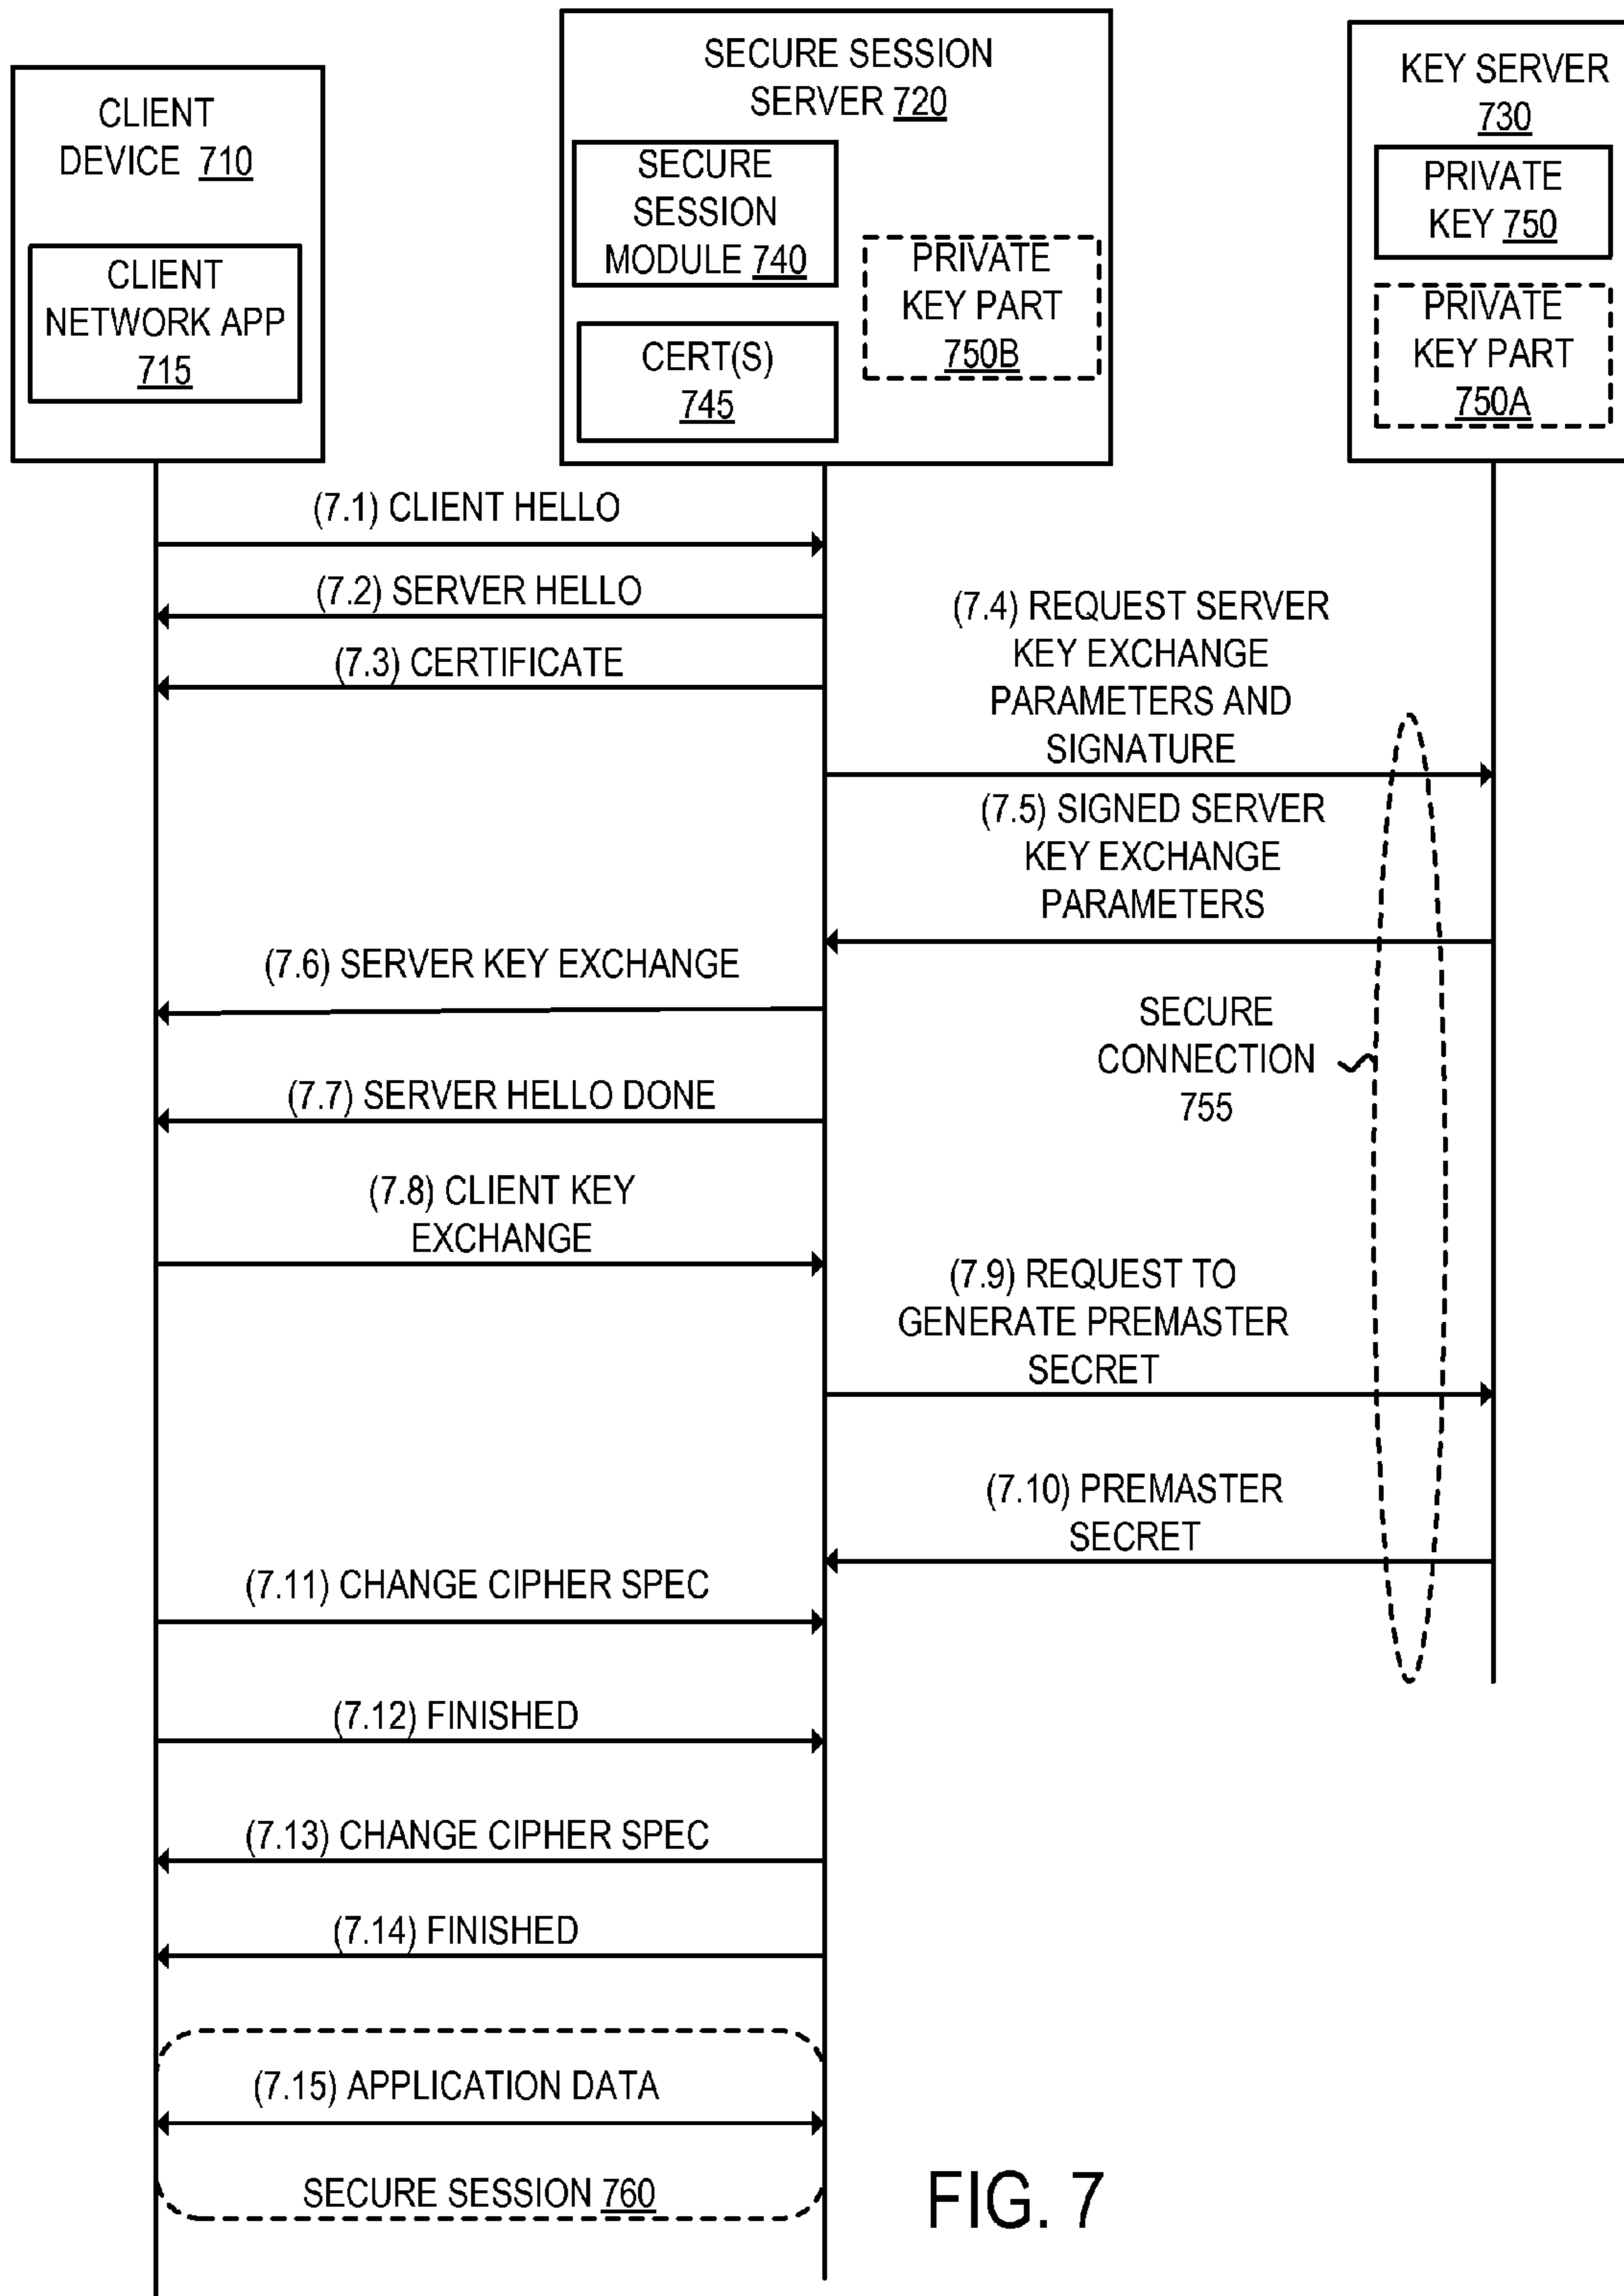 CLIENT
DEVICE 710
CLIENT
NETWORK APP
715
SECURE SESSION
SERVER 720
SECURE
SESSION
MODULE 740
CERT(S)
745
PRIVATE
KEY PART
750B
KEY SERVER
730
PRIVATE
KEY 750
PRIVATE
KEY PART
750A
(7.1) CLIENT HELLO
(7.2) SERVER HELLO
(7.3) CERTIFICATE
(7.4) REQUEST SERVER
KEY EXCHANGE
PARAMETERS AND
SIGNATURE
(7.5) SIGNED SERVER
KEY EXCHANGE
PARAMETERS
(7.6) SERVER KEY EXCHANGE
SECURE
CONNECTION
755
(7.7) SERVER HELLO DONE
(7.8) CLIENT KEY
EXCHANGE
(7.9) REQUEST TO
GENERATE PREMASTER
SECRET
(7.10) PREMASTER
SECRET
(7.11) CHANGE CIPHER SPEC
(7.12) FINISHED
(7.13) CHANGE CIPHER SPEC
(7.14) FINISHED
(7.15) APPLICATION DATA
SECURE SESSION 760
FIG. 7